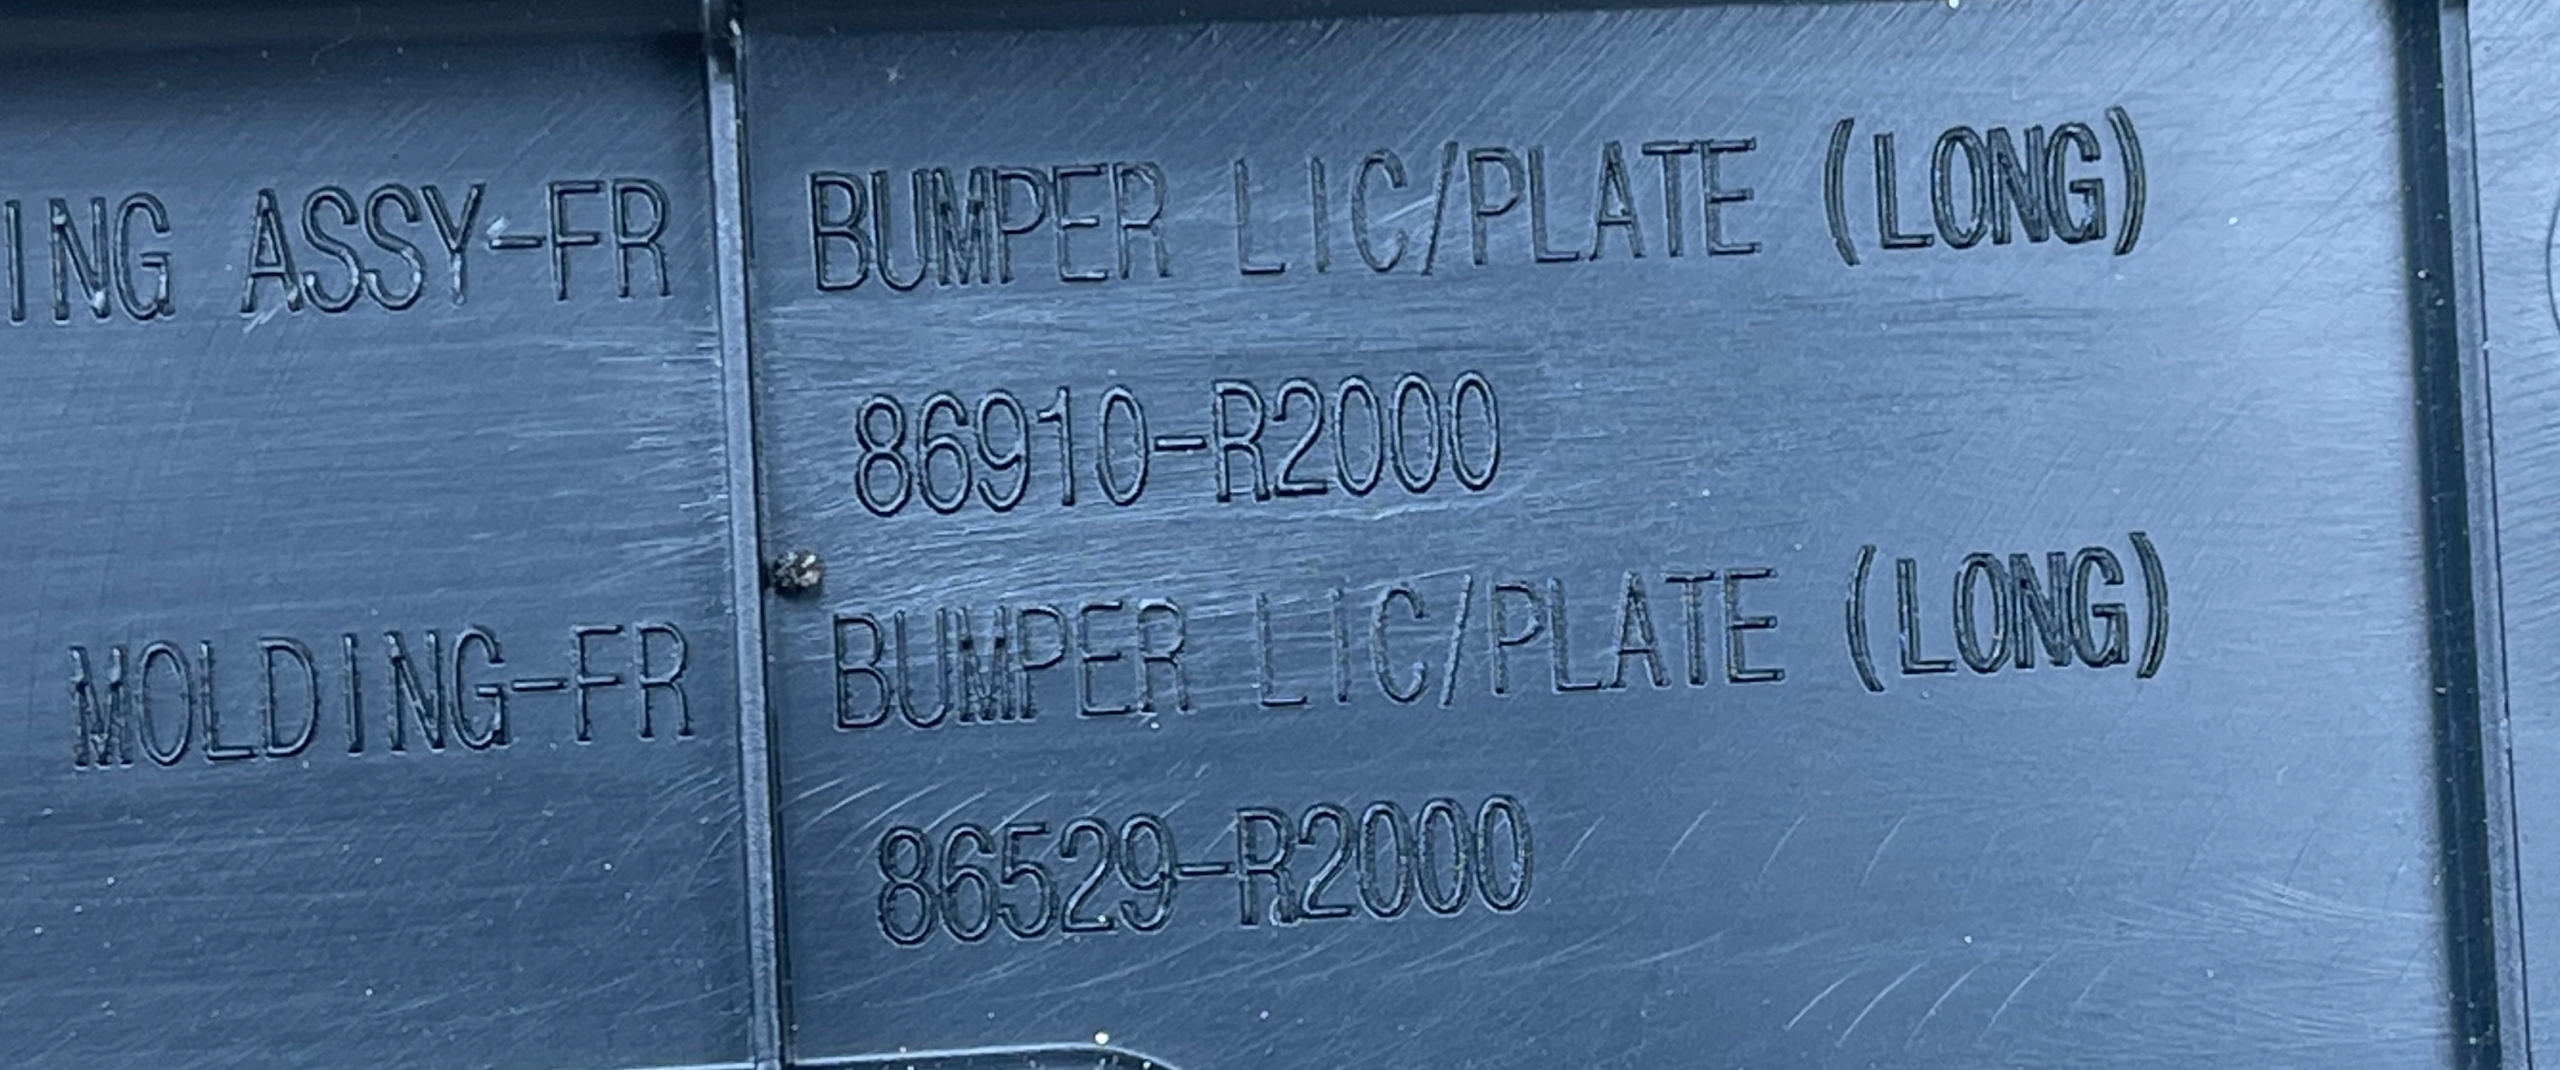 ING ASSY-FR BUMPER LIC/PLATE (LONG)
86910-R2000
MOLDING-FR BUMPER LIC/PLATE (LONG)
86529-R2000